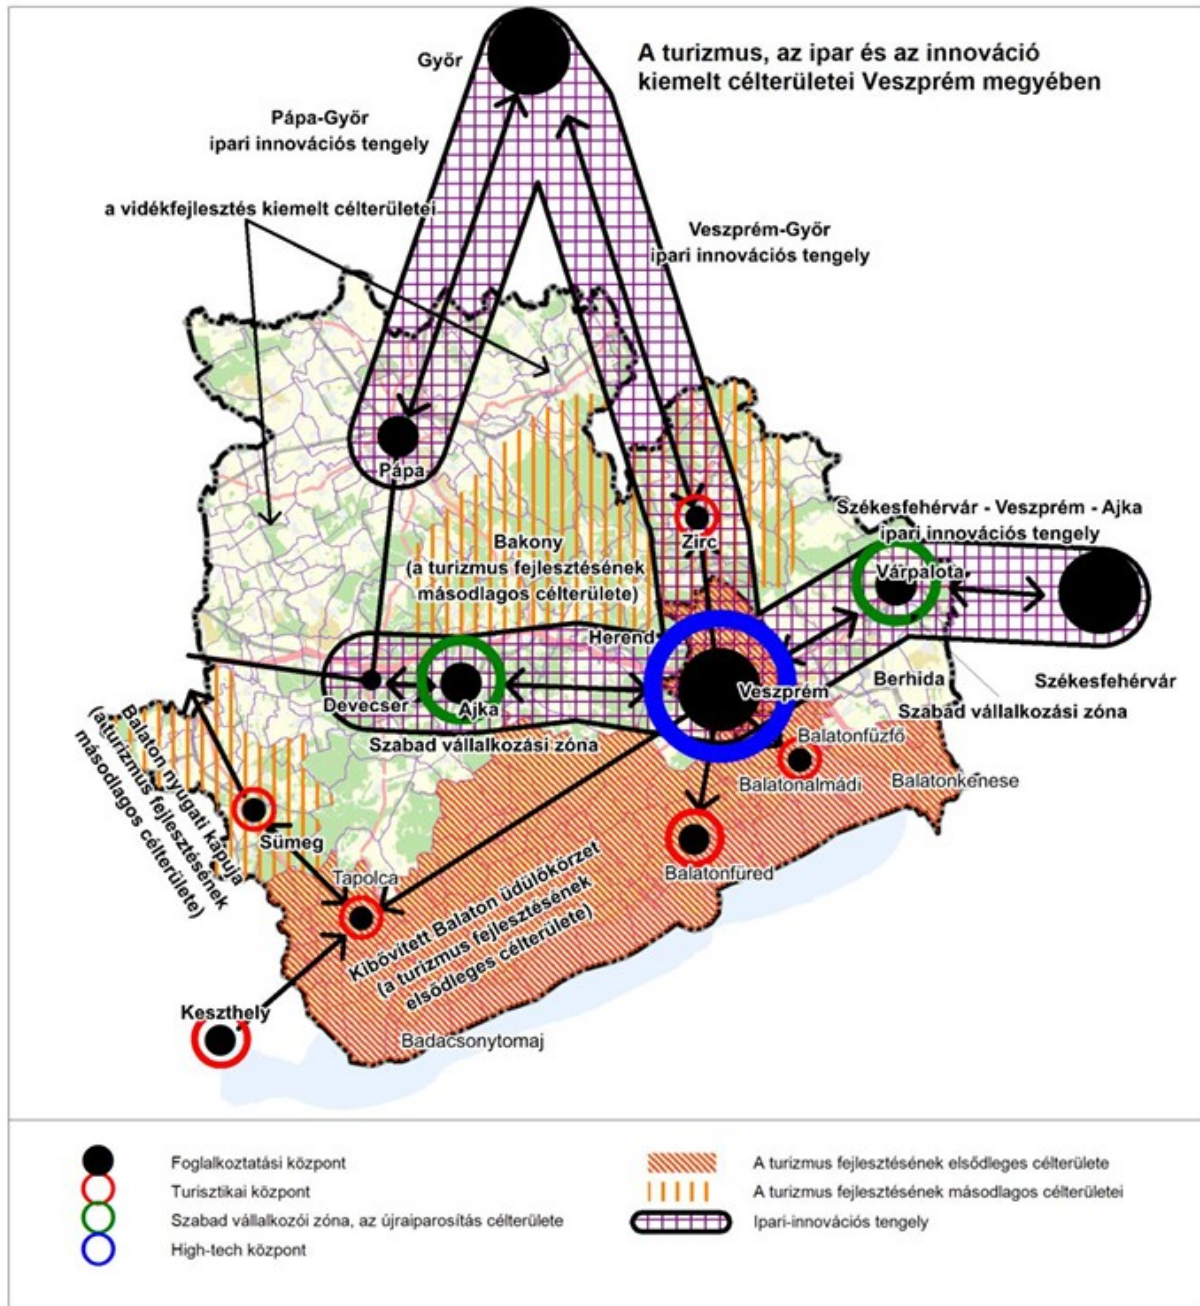 A turizmus, az ipar és az innováció
kiemelt célterületei Veszprém megyében
Győr
Pápa-Győr
ipari innovációs tengely
a vidékfejlesztés kiemelt célterületei
Veszprém-Győr
ipari innovációs tengely
Pápa
Székesfehérvár - Veszprém - Ajka
ipari innovációs tengely
Zirc
Bakony
(a turizmus fejlesztésének
másodlagos célterülete)
Várpalota
Herend
Devecser
Ajka
Veszprém
Berhida
Székesfehérvár
Szabad vállalkozási zóna
Szabad vállalkozási zóna
Balatonfűzfő
Balatonalmádi
Balatonkenese
Balaton nyugati kapuja
(aturizmus fejlesztésének
másodlagos célterülete)
Sümeg
Tapolca
Balatonfüred
Kibővített Balaton üdülőkörzet
(a turizmus fejlesztésének
elsődleges célterülete)
Keszthely
Badacsonytomaj
Foglalkoztatási központ
Turisztikai központ
Szabad vállalkozói zóna, az újraiparosítás célterülete
High-tech központ
A turizmus fejlesztésének elsődleges célterülete
A turizmus fejlesztésének másodlagos célterületei
Ipari-innovációs tengely